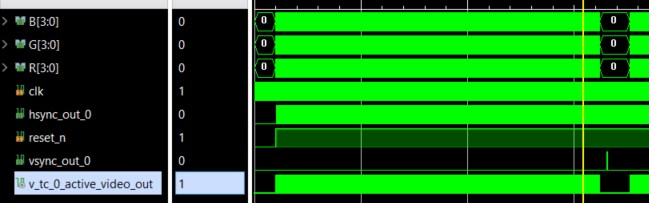 B[3:0] 0 0 0
G[3:0] 0 0 0
R[3:0] 0 0 0
clk 1
hsync_out_0 0
reset_n 1
vsync_out_0 0
v_tc_0_active_video_out 1